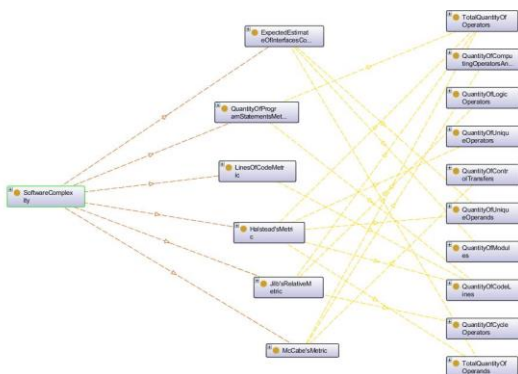 SoftwareComplex
ity
ExpectedEstimat
eOfInterfacesCo...
QuantityOfProgr
amStatementsMet...
LinesOfCodeMetr
ic
Halstead'sMetri
c
Jilb'sRelativeM
etric
McCabe'sMetric
TotalQuantityOf
Operators
QuantityOfCompu
tingOperatorsAn...
QuantityOfLogic
Operators
QuantityOfUniqu
eOperators
QuantityOfContr
olTransfers
QuantityOfUniqu
eOperands
QuantityOfModul
es
QuantityOfCodeL
ines
QuantityOfCycle
Operators
TotalQuantityOf
Operands